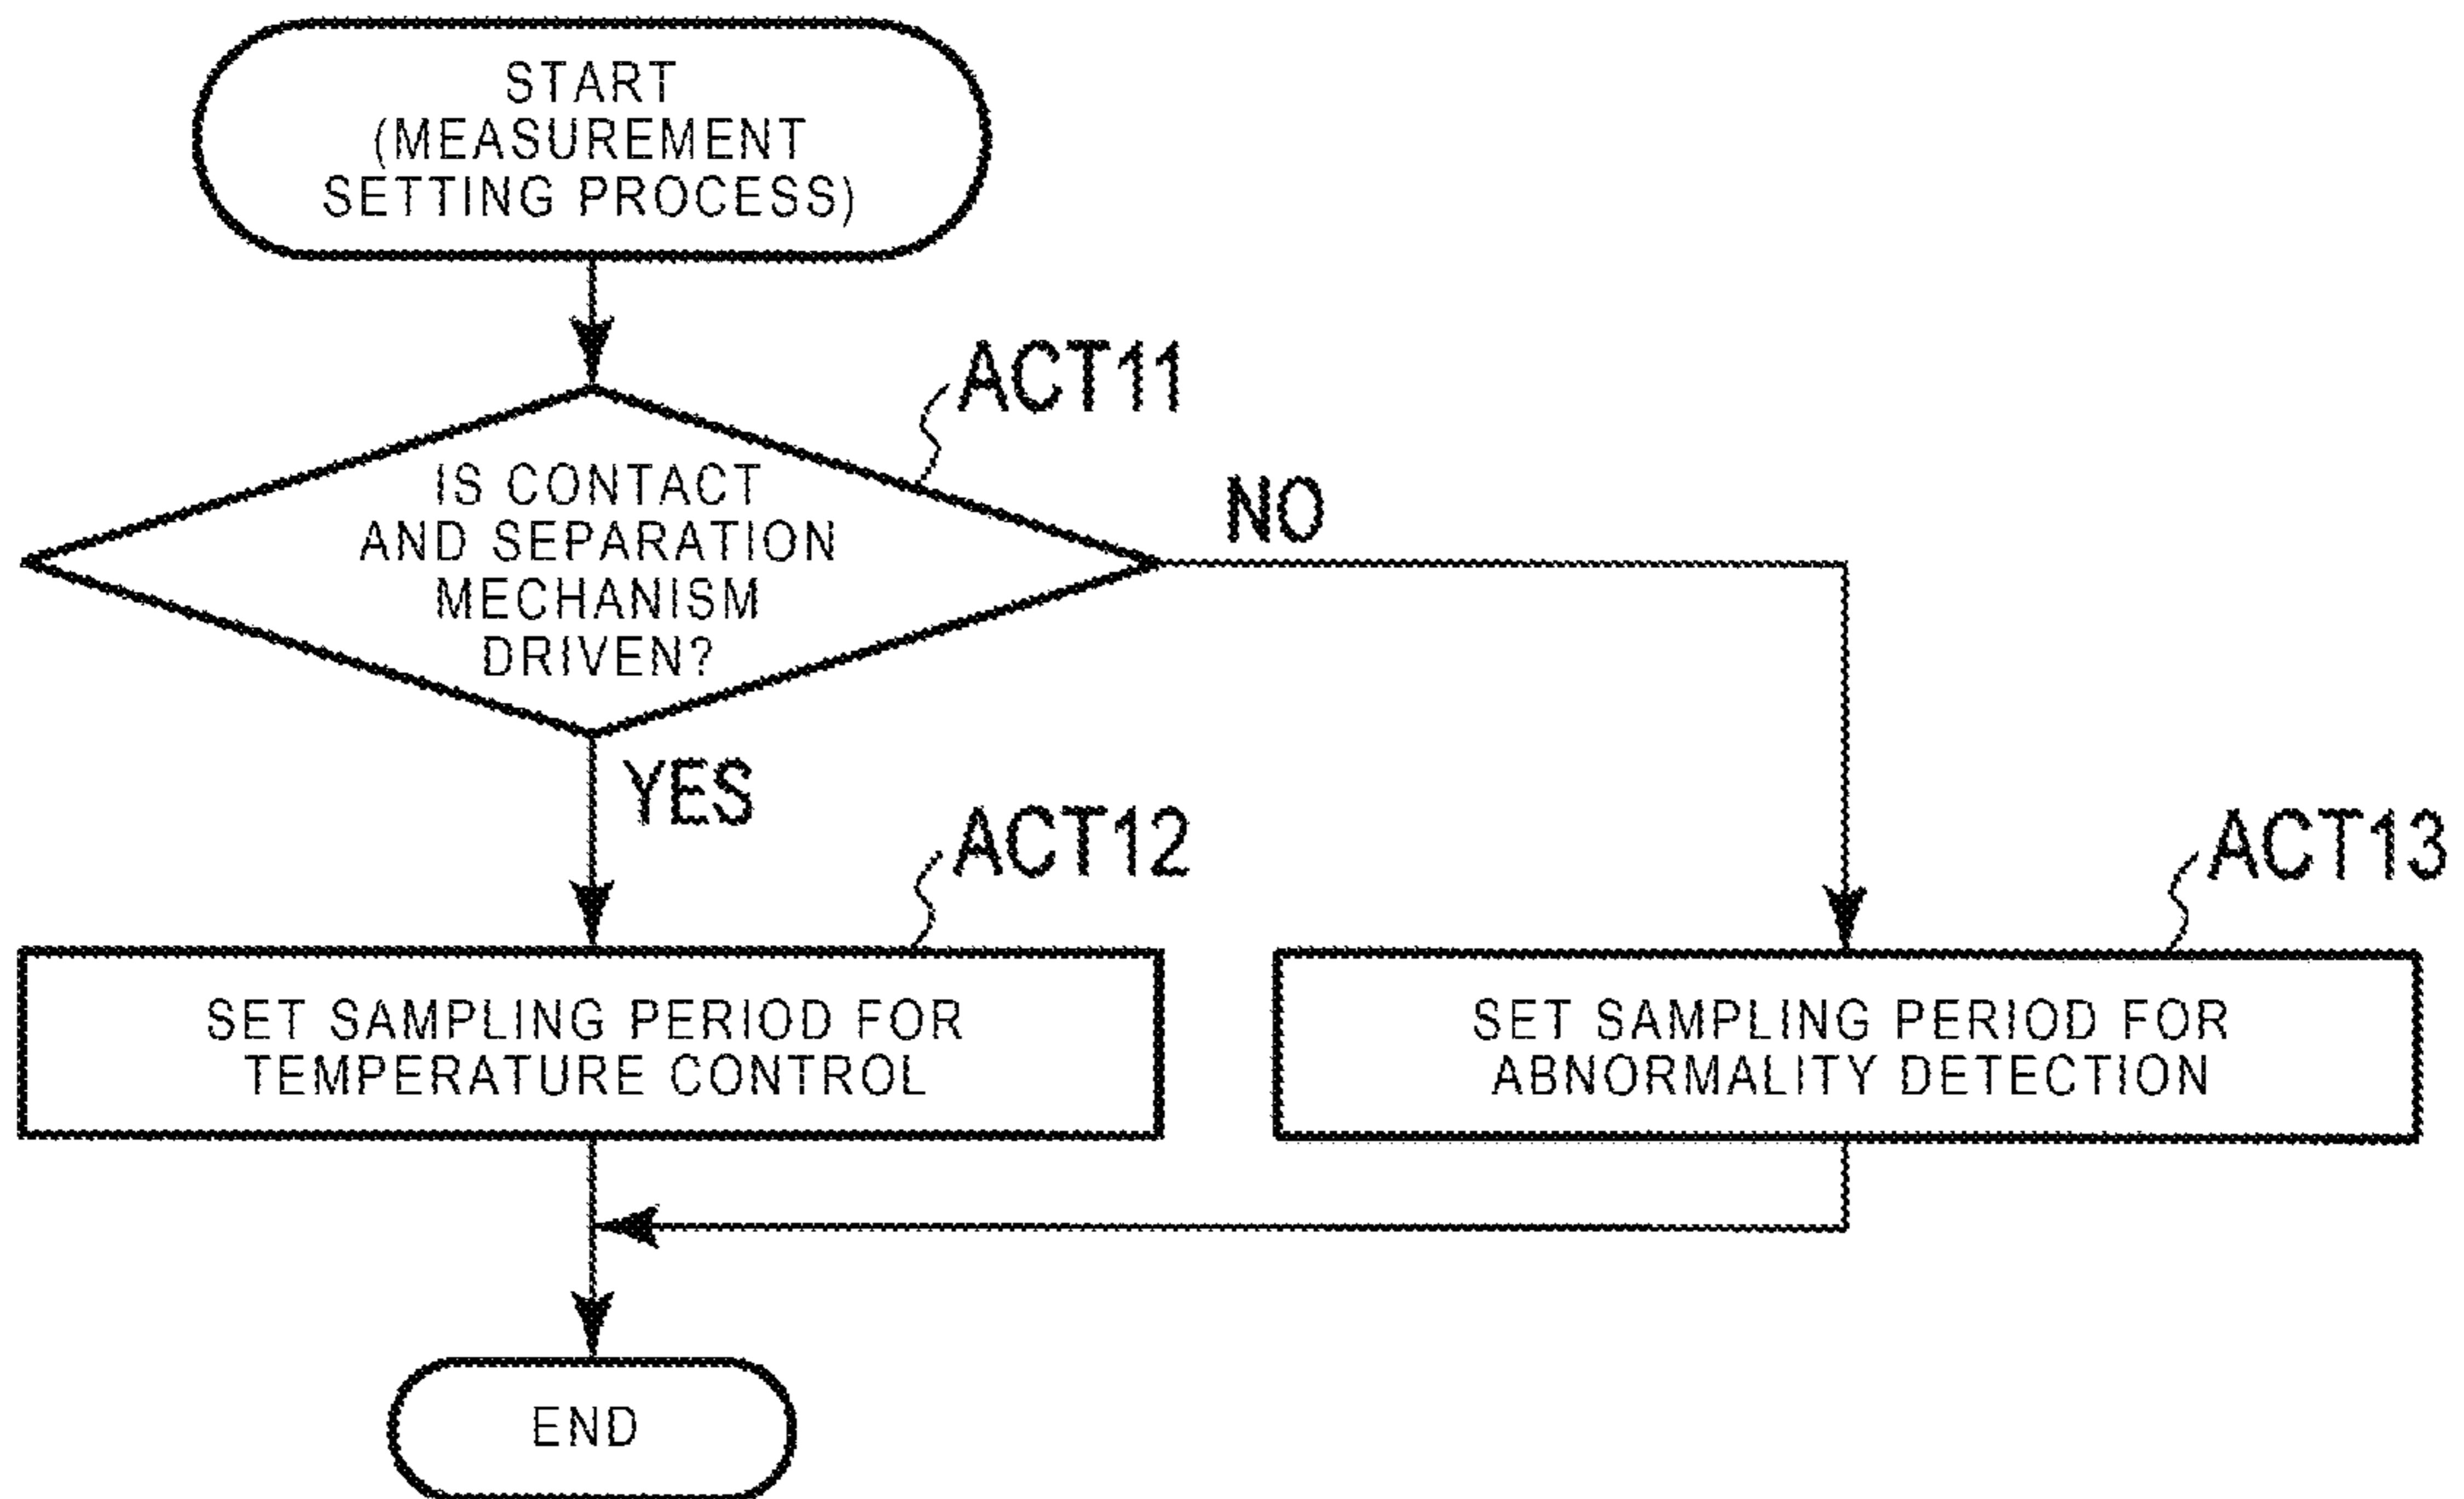 START
(MEASUREMENT
SETTING PROCESS)
ACT11
IS CONTACT
AND SEPARATION
MECHANISM
DRIVEN?
NO
YES
ACT12
SET SAMPLING PERIOD FOR
TEMPERATURE CONTROL
ACT13
SET SAMPLING PERIOD FOR
ABNORMALITY DETECTION
END